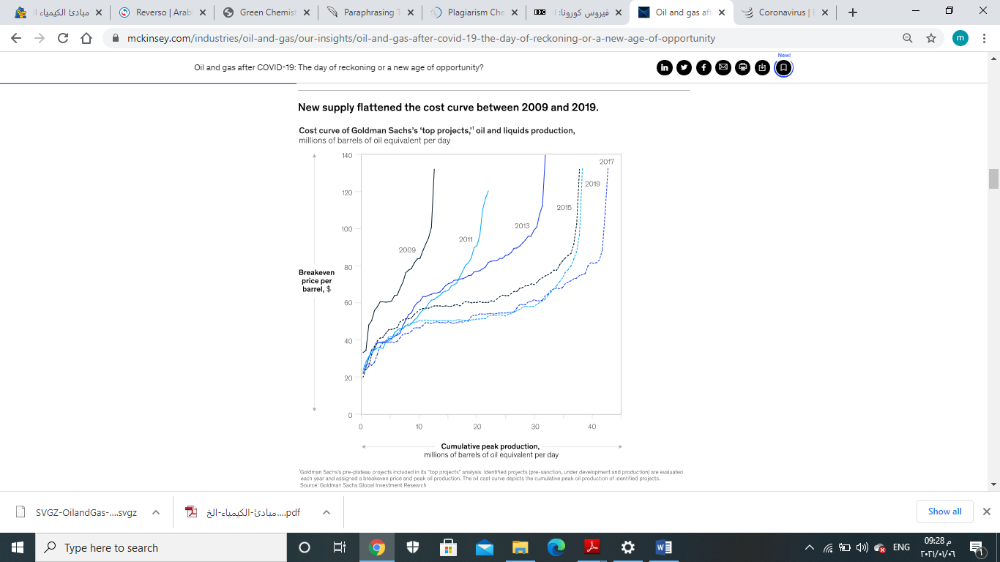 مبادئ الكيمياء ال
Reverso | Arab
Green Chemist
Paraphrasing T
Plagiarism Che
BBC فيروس كورونا: ال
Oil and gas aft
Coronavirus | E
mckinsey.com/industries/oil-and-gas/our-insights/oil-and-gas-after-covid-19-the-day-of-reckoning-or-a-new-age-of-opportunity
m
New!
Oil and gas after COVID-19: The day of reckoning or a new age of opportunity?
in
f
New supply flattened the cost curve between 2009 and 2019.
Cost curve of Goldman Sachs's 'top projects,'¹ oil and liquids production,
millions of barrels of oil equivalent per day
140
2017
120
2019
2015
100
2013
2011
2009
80
Breakeven
price per
barrel, $
60
40
20
0
0 10 20 30 40
Cumulative peak production,
millions of barrels of oil equivalent per day
¹Goldman Sachs's pre-plateau projects included in its "top projects" analysis. Identified projects (pre-sanction, under development and production) are evaluated
each year and assigned a breakeven price and peak oil production. The oil cost curve depicts the cumulative peak oil production of identified projects.
Source: Goldman Sachs Global Investment Research
SVGZ-OilandGas-....svgz
مبادئ-الكيمياء-الخ....pdf
Show all
Type here to search
ENG
09:28 م
٢٠٢١/٠١/٠٦
1